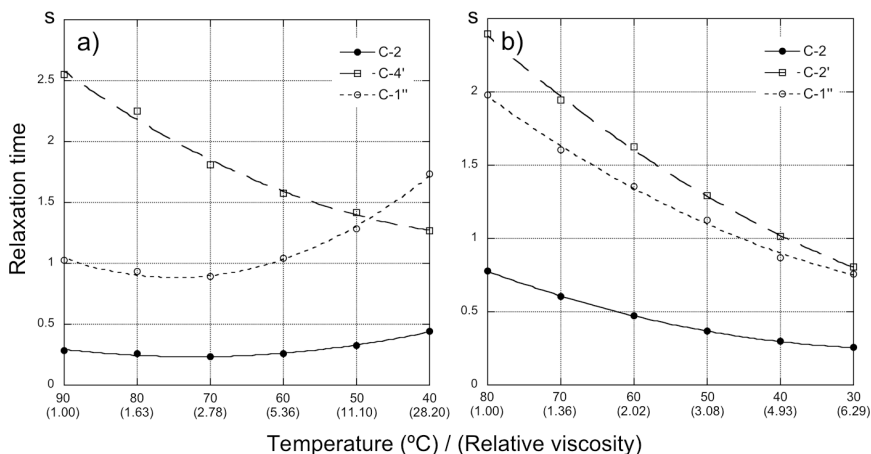 s
a)
C-2
C-4'
C-1"
2.5
2
1.5
1
0.5
0
90 80 70 60 50 40
(1.00) (1.63) (2.78) (5.36) (11.10) (28.20)
s
b)
C-2
C-2'
C-1"
2
1.5
1
0.5
0
80 70 60 50 40 30
(1.00) (1.36) (2.02) (3.08) (4.93) (6.29)
Relaxation time
Temperature (ºC) / (Relative viscosity)